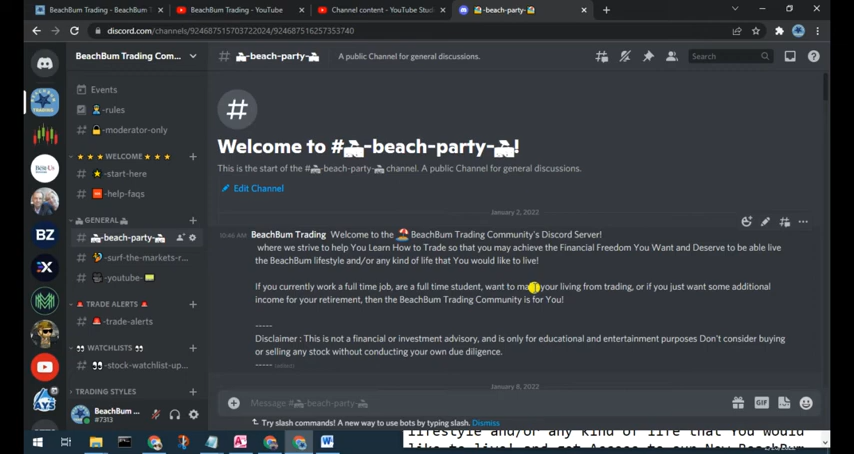 BeachBum Trading - BeachBum T
BeachBum Trading - YouTube
Channel content - YouTube Stud
-beach-party-
discord.com/channels/924687515703722024/924687516257353740
BeachBum Trading Com...
-beach-party-
A public Channel for general discussions.
Search
Events
-rules
-moderator-only
WELCOME
-start-here
-help-faqs
GENERAL
-beach-party-
-surf-the-markets-r...
-youtube-
TRADE ALERTS
-trade-alerts
WATCHLISTS
-stock-watchlist-up...
TRADING STYLES
BeachBum ...
#7313
Welcome to #-beach-party-!
This is the start of the #-beach-party- channel. A public Channel for general discussions.
Edit Channel
January 2, 2022
10:46 AM BeachBum Trading Welcome to the BeachBum Trading Community's Discord Server!
where we strive to help You Learn How to Trade so that you may achieve the Financial Freedom You Want and Deserve to be able live
the BeachBum lifestyle and/or any kind of life that You would like to live!
If you currently work a full time job, are a full time student, want to make your living from trading, or if you just want some additional
income for your retirement, then the BeachBum Trading Community is for You!
-----
Disclaimer : This is not a financial or investment advisory, and is only for educational and entertainment purposes Don't consider buying
or selling any stock without conducting your own due diligence.
----- (edited)
January 8, 2022
Message #-beach-party-
GIF
Try slash commands! A new way to use bots by typing slash. Dismiss
lifestyle and/or any kind of life that You would